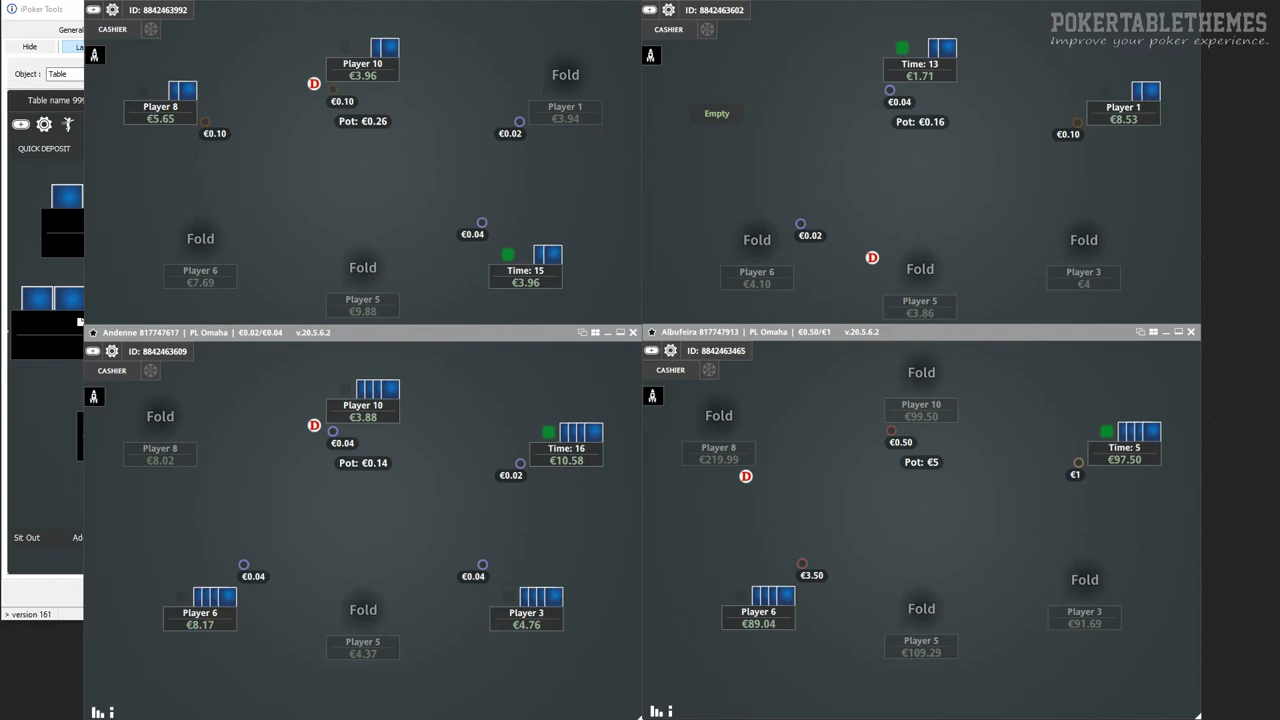 iPoker Tools
General
Hide
La
Object :
Table
Table name 999
QUICK DEPOSIT
Sit Out
Ad
> version 161
ID: 8842463992
CASHIER
Player 10
€3.96
Player 8
€5.65
€0.10
€0.10
Pot: €0.26
Fold
Player 1
€3.94
€0.02
€0.04
Fold
Player 6
€7.69
Fold
Player 5
€9.88
Time: 15
€3.96
ID: 8842463602
CASHIER
POKERTABLETHEMES
Improve your poker experience.
Time: 13
€1.71
€0.04
Pot: €0.16
Empty
Player 1
€8.53
€0.10
€0.02
D
Fold
Player 6
€4.10
Fold
Player 5
€3.86
Fold
Player 3
€4
Andenne 817747617 | PL Omaha | €0.02/€0.04 v.20.5.6.2
ID: 8842463609
CASHIER
Player 10
€3.88
D
€0.04
Pot: €0.14
Fold
Player 8
€8.02
Time: 16
€10.58
€0.02
€0.04
€0.04
Player 6
€8.17
Fold
Player 5
€4.37
Player 3
€4.76
Albufeira 817747913 | PL Omaha | €0.50/€1 v.20.5.6.2
ID: 8842463465
CASHIER
Fold
Player 10
€99.50
€0.50
Pot: €5
Fold
Player 8
€219.99
D
Time: 5
€97.50
€1
€3.50
Player 6
€89.04
Fold
Player 5
€109.29
Fold
Player 3
€91.69